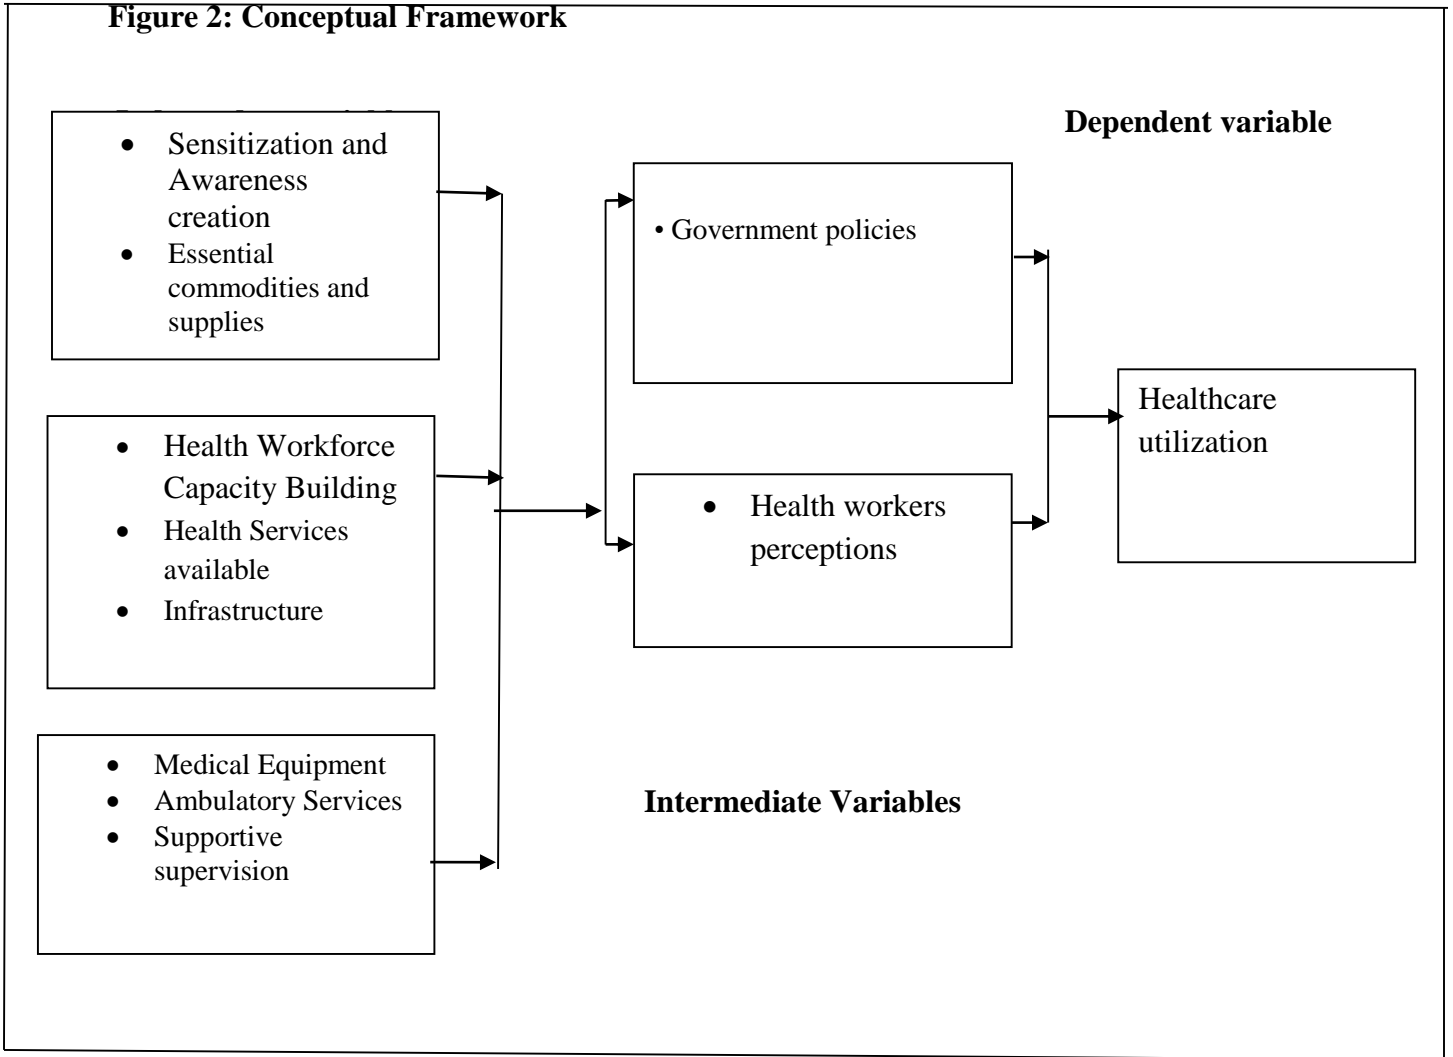 Figure 2: Conceptual Framework
Dependent variable
• Sensitization and
Awareness
creation
• Essential
commodities and
supplies
• Government policies
• Health Workforce
Capacity Building
• Health Services
available
• Infrastructure
• Health workers
perceptions
Healthcare
utilization
• Medical Equipment
• Ambulatory Services
• Supportive
supervision
Intermediate Variables